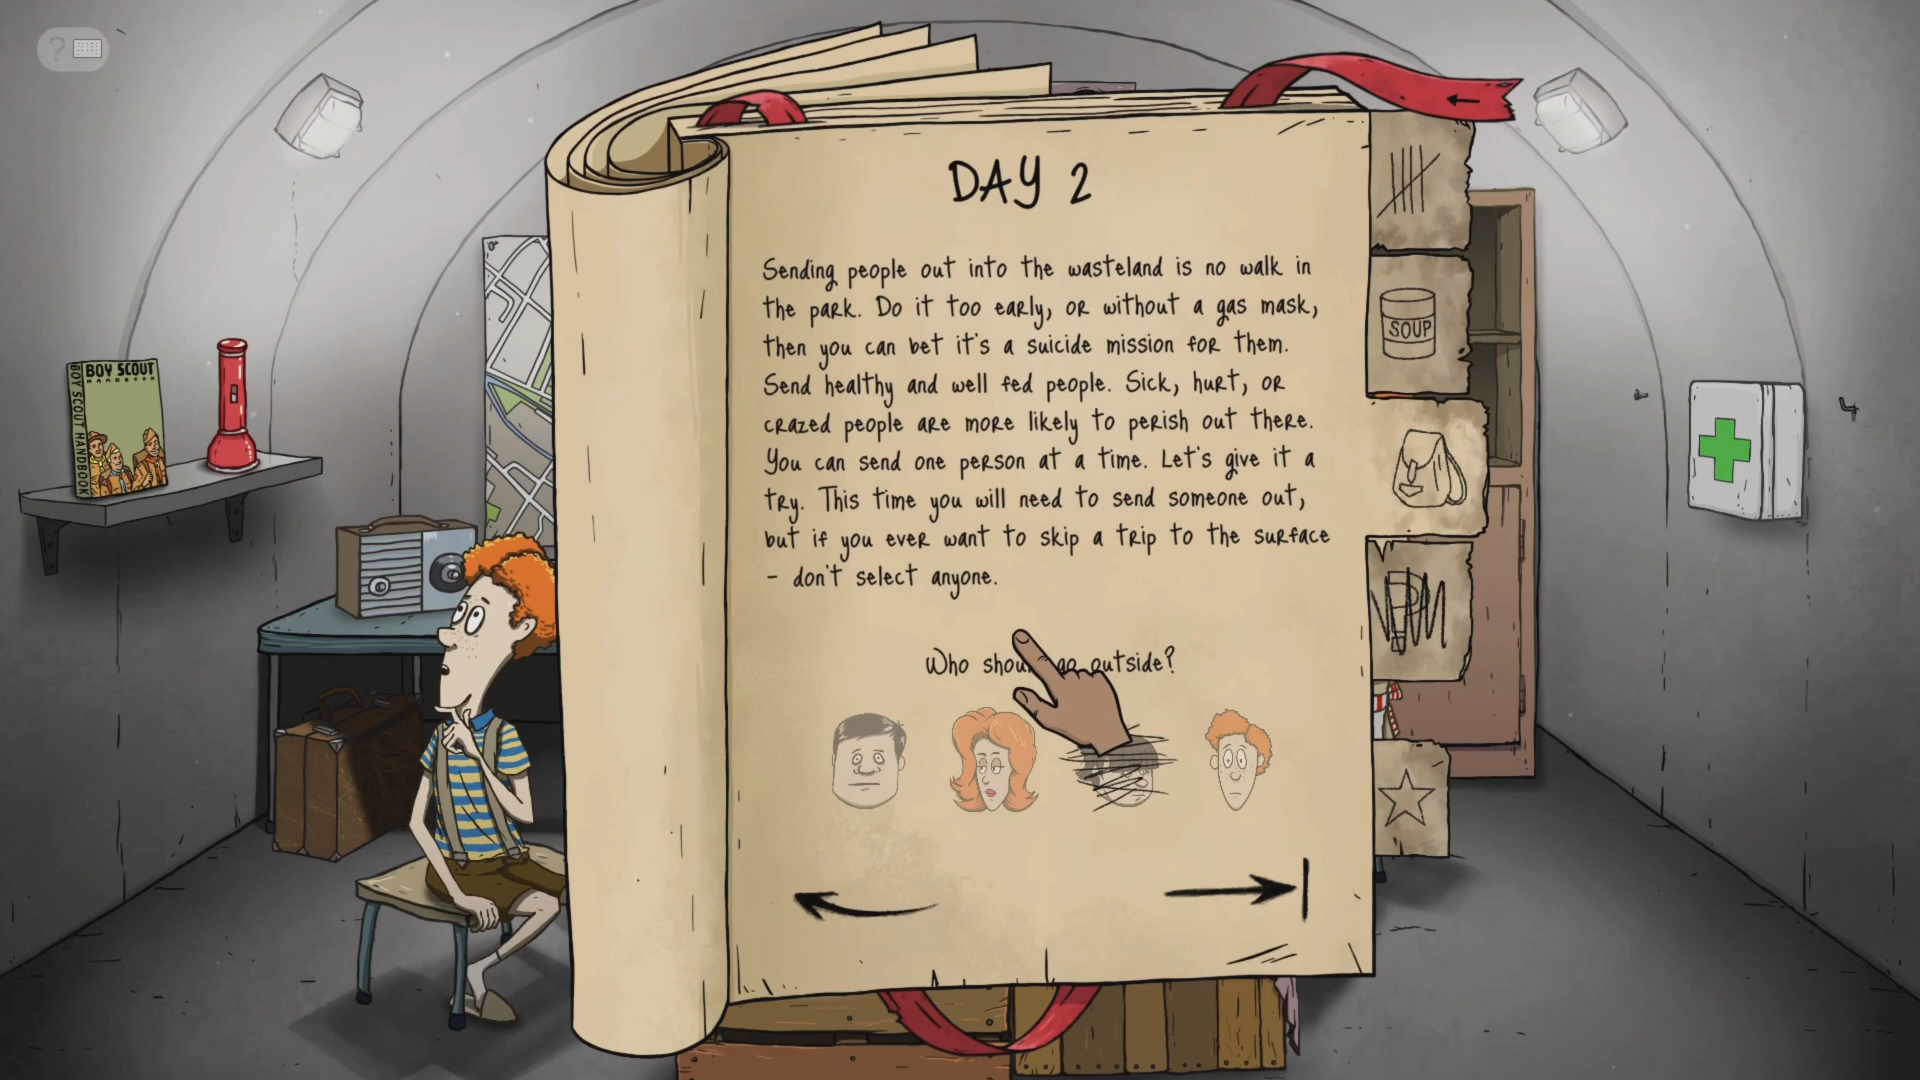 ?
BOY SCOUT
HANDBOOK
BOY SCOUT HANDBOOK
DAY 2
Sending people out into the wasteland is no walk in
the park. Do it too early, or without a gas mask,
then you can bet it's a suicide mission for them.
Send healthy and well fed people. Sick, hurt, or
crazed people are more likely to perish out there.
You can send one person at a time. Let's give it a
try. This time you will need to send someone out,
but if you ever want to skip a trip to the surface
- don't select anyone.
Who go outside?
SOUP